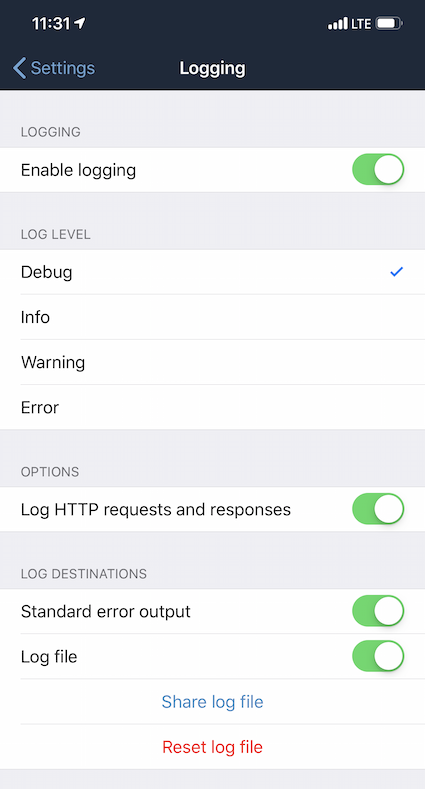 11:31 LTE
Settings Logging
LOGGING
Enable logging
LOG LEVEL
Debug
Info
Warning
Error
OPTIONS
Log HTTP requests and responses
LOG DESTINATIONS
Standard error output
Log file
Share log file
Reset log file